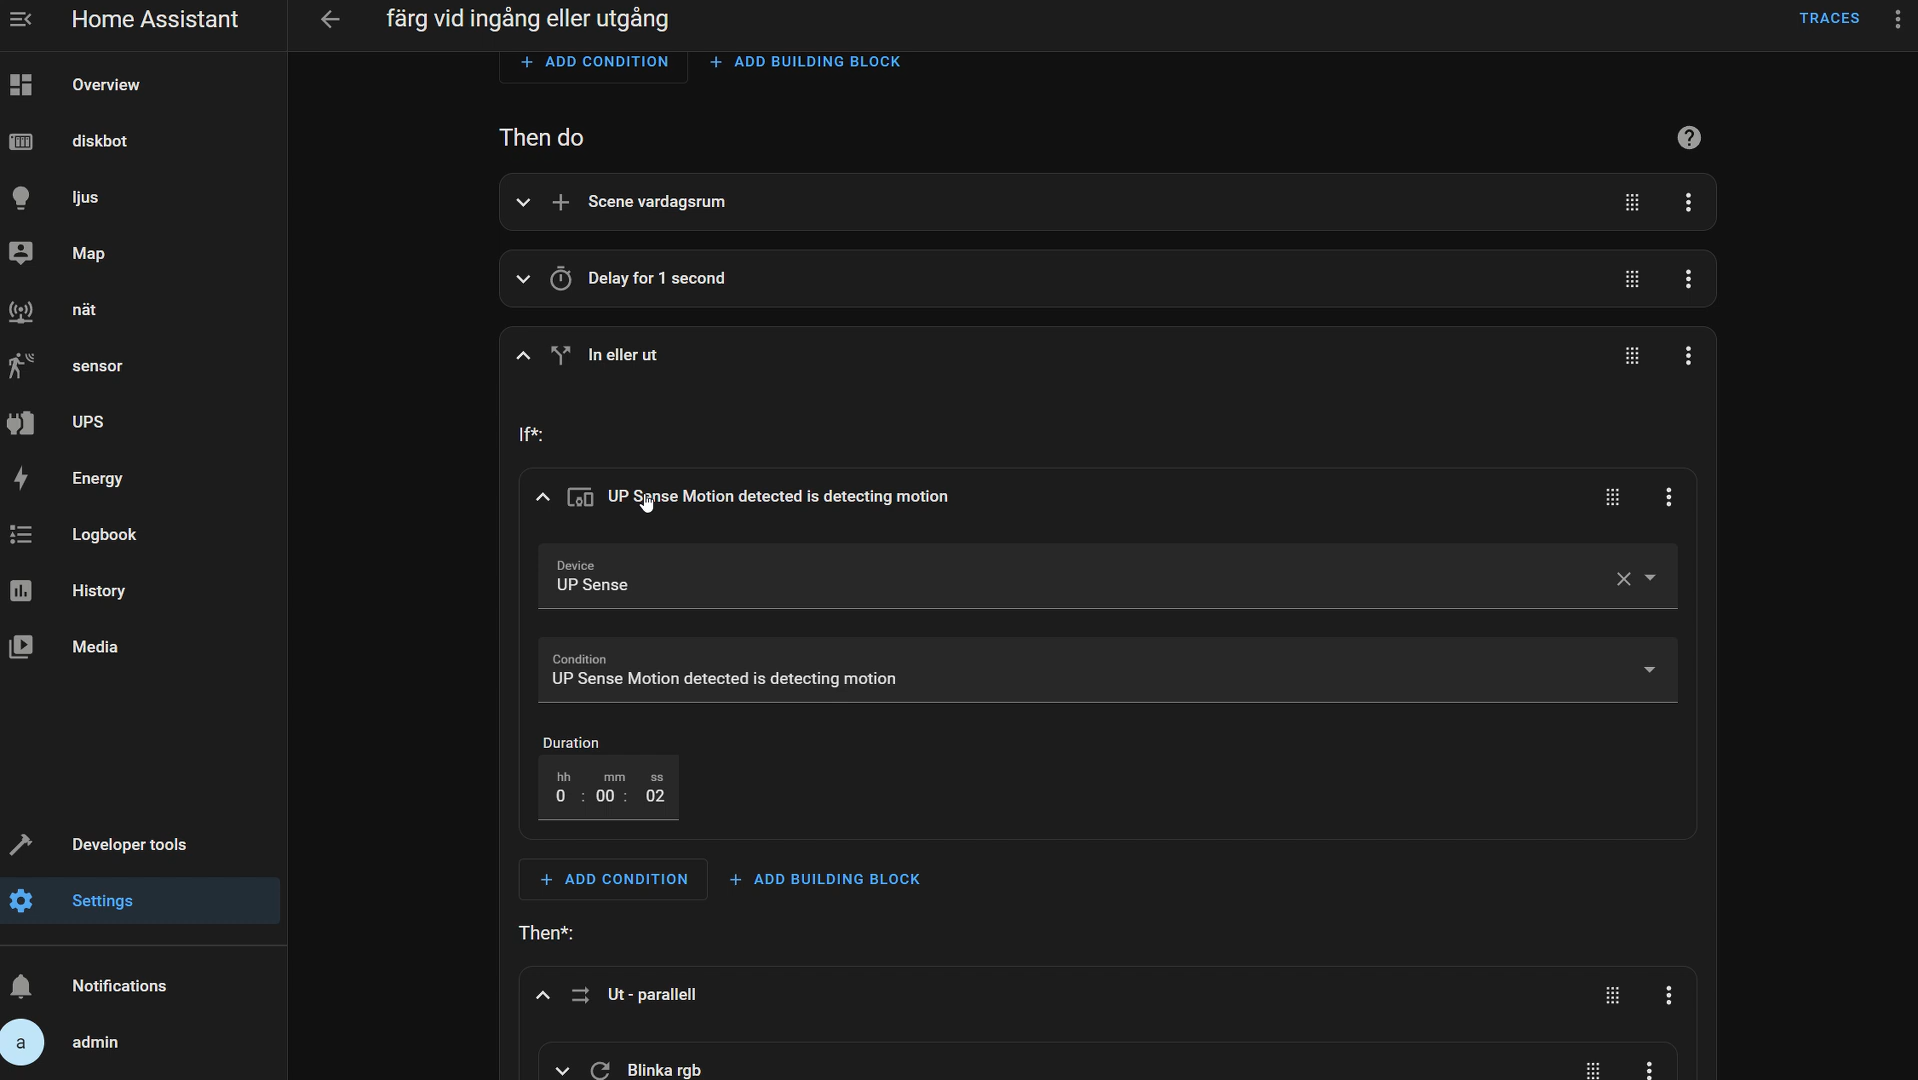 Home Assistant
färg vid ingång eller utgång
TRACES
Overview
diskbot
ljus
Map
nät
sensor
UPS
Energy
Logbook
History
Media
Developer tools
Settings
Notifications
a admin
+ ADD CONDITION + ADD BUILDING BLOCK
Then do
Scene vardagsrum
Delay for 1 second
In eller ut
If*:
UP Sense Motion detected is detecting motion
Device
UP Sense
Condition
UP Sense Motion detected is detecting motion
Duration
hh mm ss
0 : 00 : 02
+ ADD CONDITION + ADD BUILDING BLOCK
Then*:
Ut - parallell
Blinka rgb